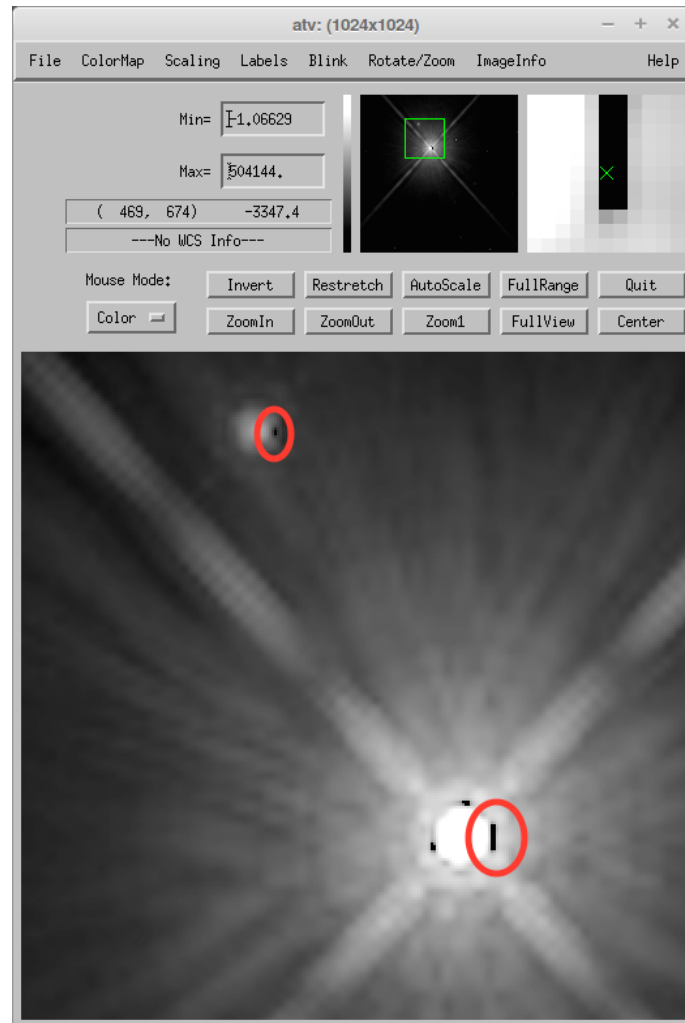 atv: (1024x1024)
File ColorMap Scaling Labels Blink Rotate/Zoom ImageInfo Help
Min= -1.06629
Max= 504144.
( 469, 674) -3347.4
---No WCS Info---
Mouse Mode:
Color
Invert Restretch AutoScale FullRange Quit
ZoomIn ZoomOut Zoom1 FullView Center